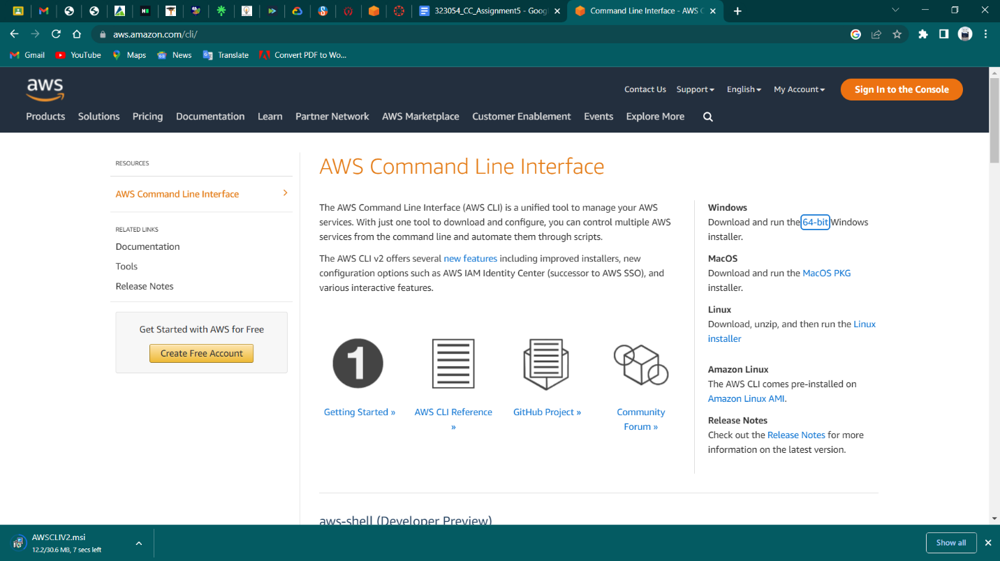 323054_CC_Assignment5 - Goog
Command Line Interface - AWS C
aws.amazon.com/cli/
Gmail
YouTube
Maps
News
Translate
Convert PDF to Wo...
aws
Contact Us
Support
English
My Account
Sign In to the Console
Products
Solutions
Pricing
Documentation
Learn
Partner Network
AWS Marketplace
Customer Enablement
Events
Explore More
RESOURCES
AWS Command Line Interface
RELATED LINKS
Documentation
Tools
Release Notes
Get Started with AWS for Free
Create Free Account
AWS Command Line Interface
The AWS Command Line Interface (AWS CLI) is a unified tool to manage your AWS
services. With just one tool to download and configure, you can control multiple AWS
services from the command line and automate them through scripts.
The AWS CLI v2 offers several new features including improved installers, new
configuration options such as AWS IAM Identity Center (successor to AWS SSO), and
various interactive features.
1
Getting Started »
AWS CLI Reference
»
GitHub Project »
Community
Forum »
Windows
Download and run the 64-bit Windows
installer.
MacOS
Download and run the MacOS PKG
installer.
Linux
Download, unzip, and then run the Linux
installer
Amazon Linux
The AWS CLI comes pre-installed on
Amazon Linux AMI.
Release Notes
Check out the Release Notes for more
information on the latest version.
aws-shell (Developer Preview)
AWSCLIV2.msi
12.2/30.6 MB, 7 secs left
Show all